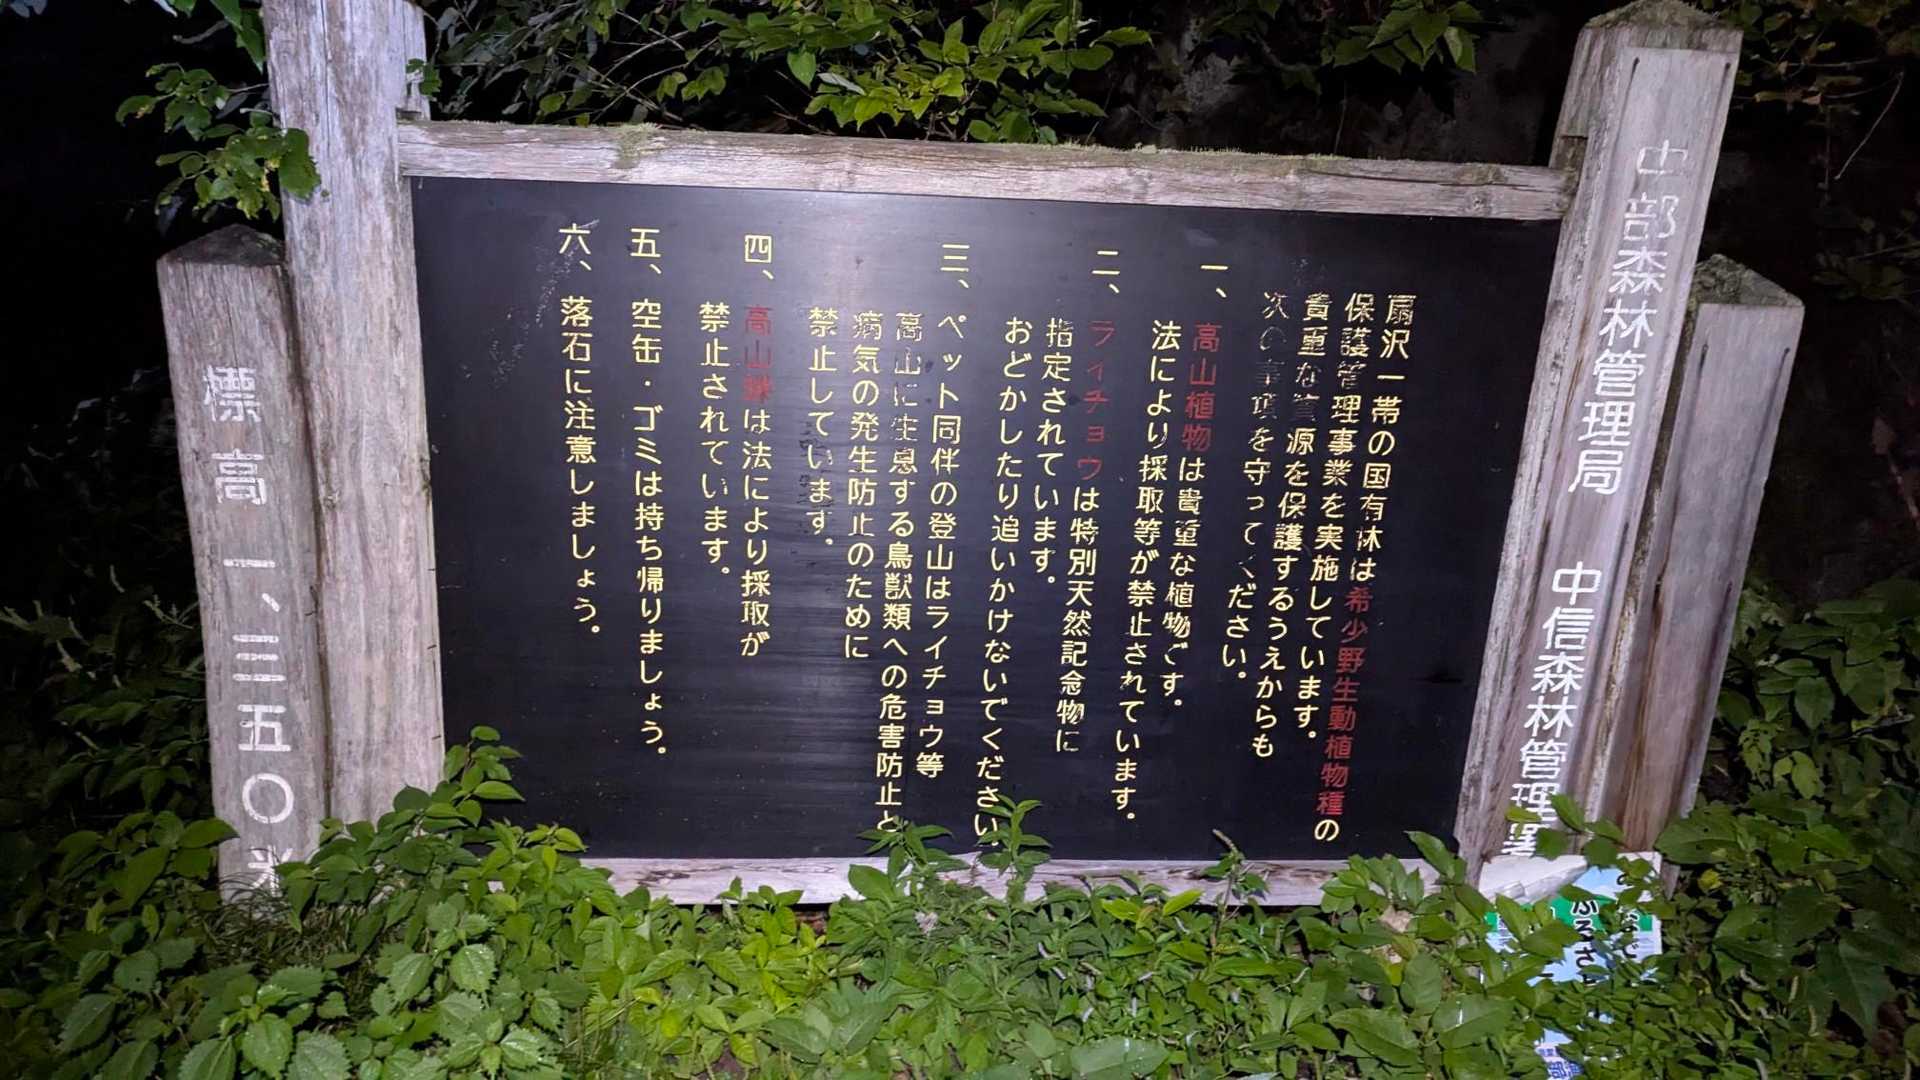 中部森林管理局 中信森林管理署
扇沢一帯の国有林は希少野生動植物種の
保護管理事業を実施しています。
貴重な資源を保護するうえからも
次の事項を守ってください。
一、高山植物は貴重な植物です。
法により採取等が禁止されています。
二、ライチョウは特別天然記念物に
指定されています。
おどかしたり追いかけないでください。
三、ペット同伴の登山はライチョウ等
高山に生息する鳥獣類への危害防止と
病気の発生防止のために
禁止しています。
四、高山蝶は法により採取が
禁止されています。
五、空缶・ゴミは持ち帰りましょう。
六、落石に注意しましょう。
標高一、三五〇米